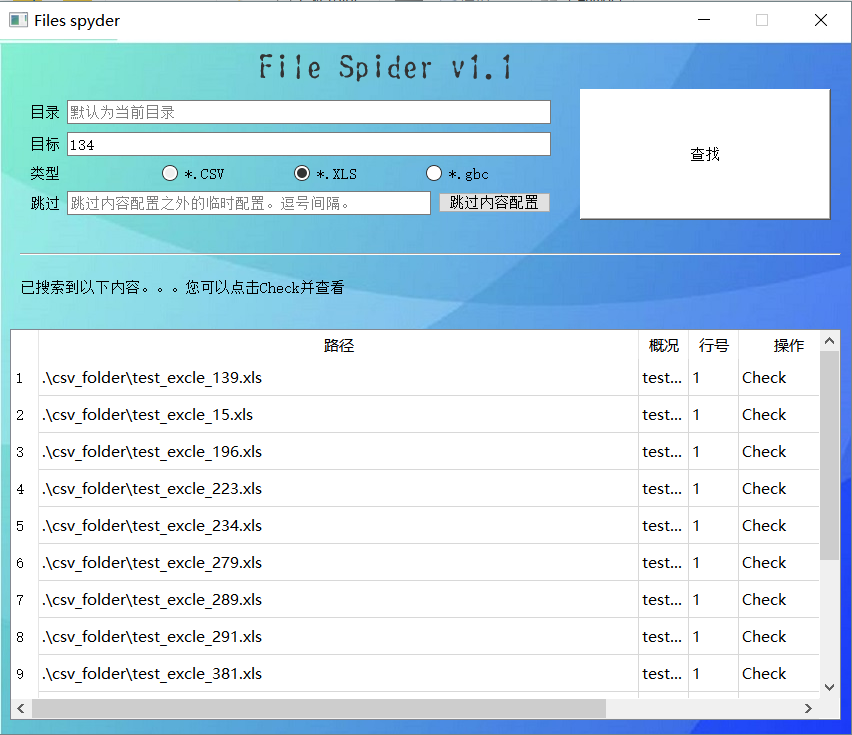 Files spyder
File Spider v1.1
目录 默认为当前目录
目标 134
类型 *.CSV *.XLS *.gbc
跳过 跳过内容配置之外的临时配置。逗号间隔。 跳过内容配置
查找
已搜索到以下内容。。。您可以点击Check并查看
路径 概况 行号 操作
1 .\csv_folder\test_excle_139.xls test... 1 Check
2 .\csv_folder\test_excle_15.xls test... 1 Check
3 .\csv_folder\test_excle_196.xls test... 1 Check
4 .\csv_folder\test_excle_223.xls test... 1 Check
5 .\csv_folder\test_excle_234.xls test... 1 Check
6 .\csv_folder\test_excle_279.xls test... 1 Check
7 .\csv_folder\test_excle_289.xls test... 1 Check
8 .\csv_folder\test_excle_291.xls test... 1 Check
9 .\csv_folder\test_excle_381.xls test... 1 Check